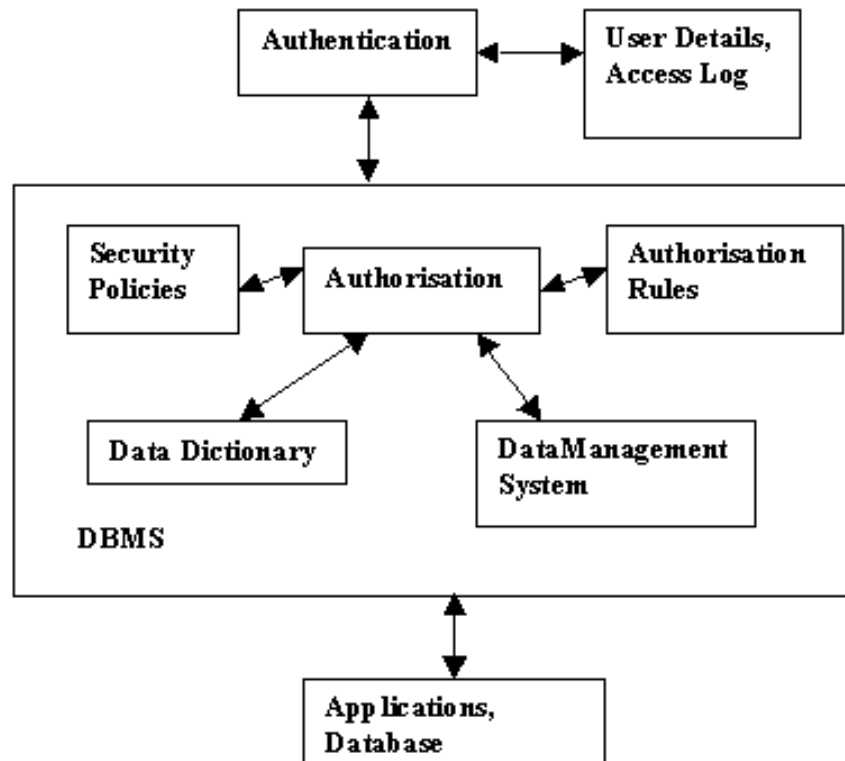 Authentication
User Details,
Access Log
Security
Policies
Authorisation
Authorisation
Rules
Data Dictionary
DataManagement
System
DBMS
Applications,
Database